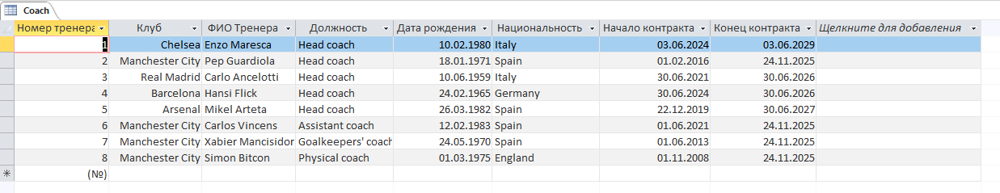 Coach
Номер тренера Клуб ФИО Тренера Должность Дата рождения Национальность Начало контракта Конец контракта Щелкните для добавления
1 Chelsea Enzo Maresca Head coach 10.02.1980 Italy 03.06.2024 03.06.2029
2 Manchester City Pep Guardiola Head coach 18.01.1971 Spain 01.02.2016 24.11.2025
3 Real Madrid Carlo Ancelotti Head coach 10.06.1959 Italy 30.06.2021 30.06.2026
4 Barcelona Hansi Flick Head coach 24.02.1965 Germany 30.06.2024 30.06.2026
5 Arsenal Mikel Arteta Head coach 26.03.1982 Spain 22.12.2019 30.06.2027
6 Manchester City Carlos Vincens Assistant coach 12.02.1983 Spain 01.06.2021 24.11.2025
7 Manchester City Xabier Mancisidor Goalkeepers' coach 24.05.1970 Spain 01.06.2013 24.11.2025
8 Manchester City Simon Bitcon Physical coach 01.03.1975 England 01.11.2008 24.11.2025
(№)